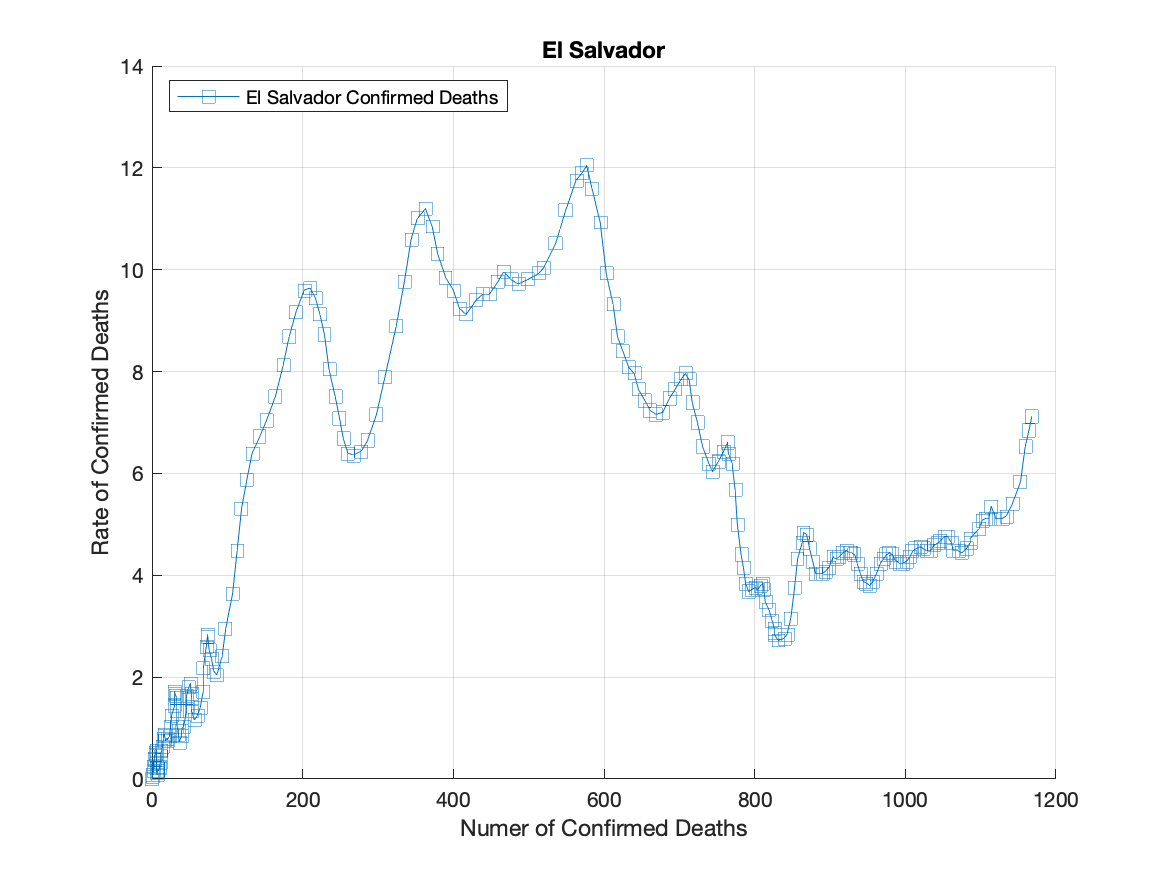 El Salvador
El Salvador Confirmed Deaths
14
12
10
8
6
4
2
0
Rate of Confirmed Deaths
0 200 400 600 800 1000 1200
Numer of Confirmed Deaths